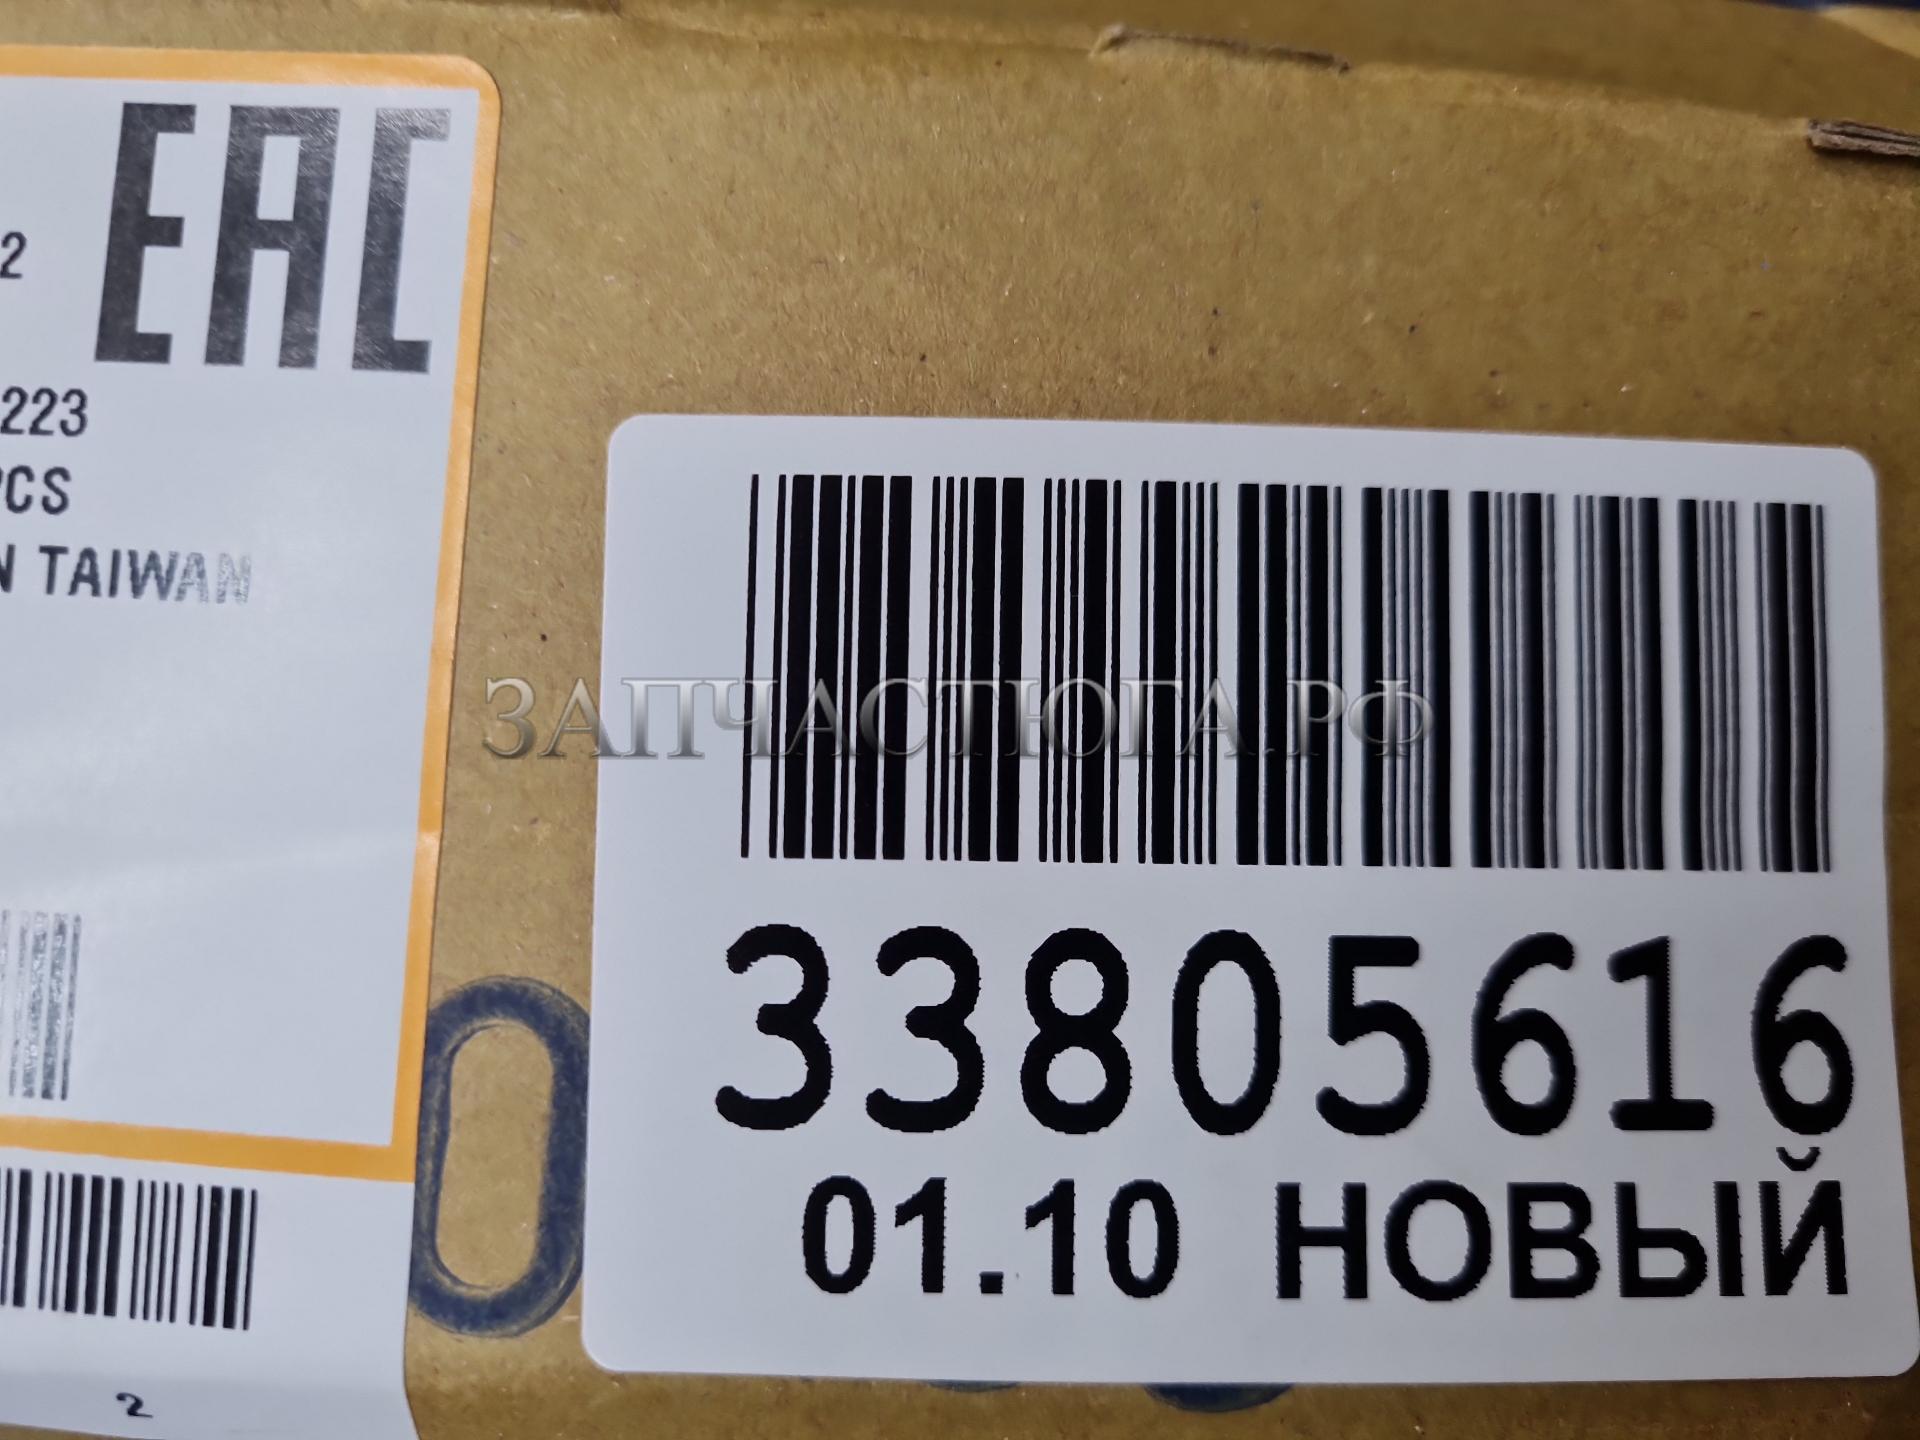 2
EAC
223
PCS
N TAIWAN
ЗАПЧАСТЮГА.РФ
33805616
01.10 НОВЫЙ
2